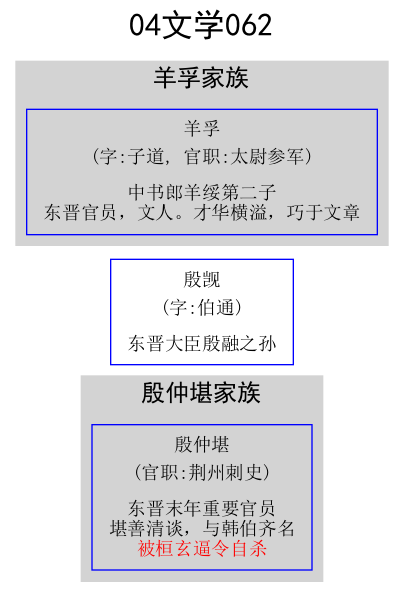 04文学062
羊孚家族
羊孚
(字:子道, 官职:太尉参军)
中书郎羊绥第二子
东晋官员，文人。才华横溢，巧于文章
殷觊
(字:伯通)
东晋大臣殷融之孙
殷仲堪家族
殷仲堪
(官职:荆州刺史)
东晋末年重要官员
堪善清谈，与韩伯齐名
被桓玄逼令自杀